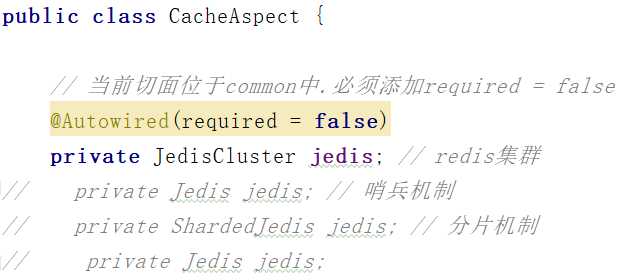 public class CacheAspect {
// 当前切面位于common中.必须添加required = false
@Autowired(required = false)
private JedisCluster jedis; // redis集群
// private Jedis jedis; // 哨兵机制
// private ShardedJedis jedis; // 分片机制
// private Jedis jedis;